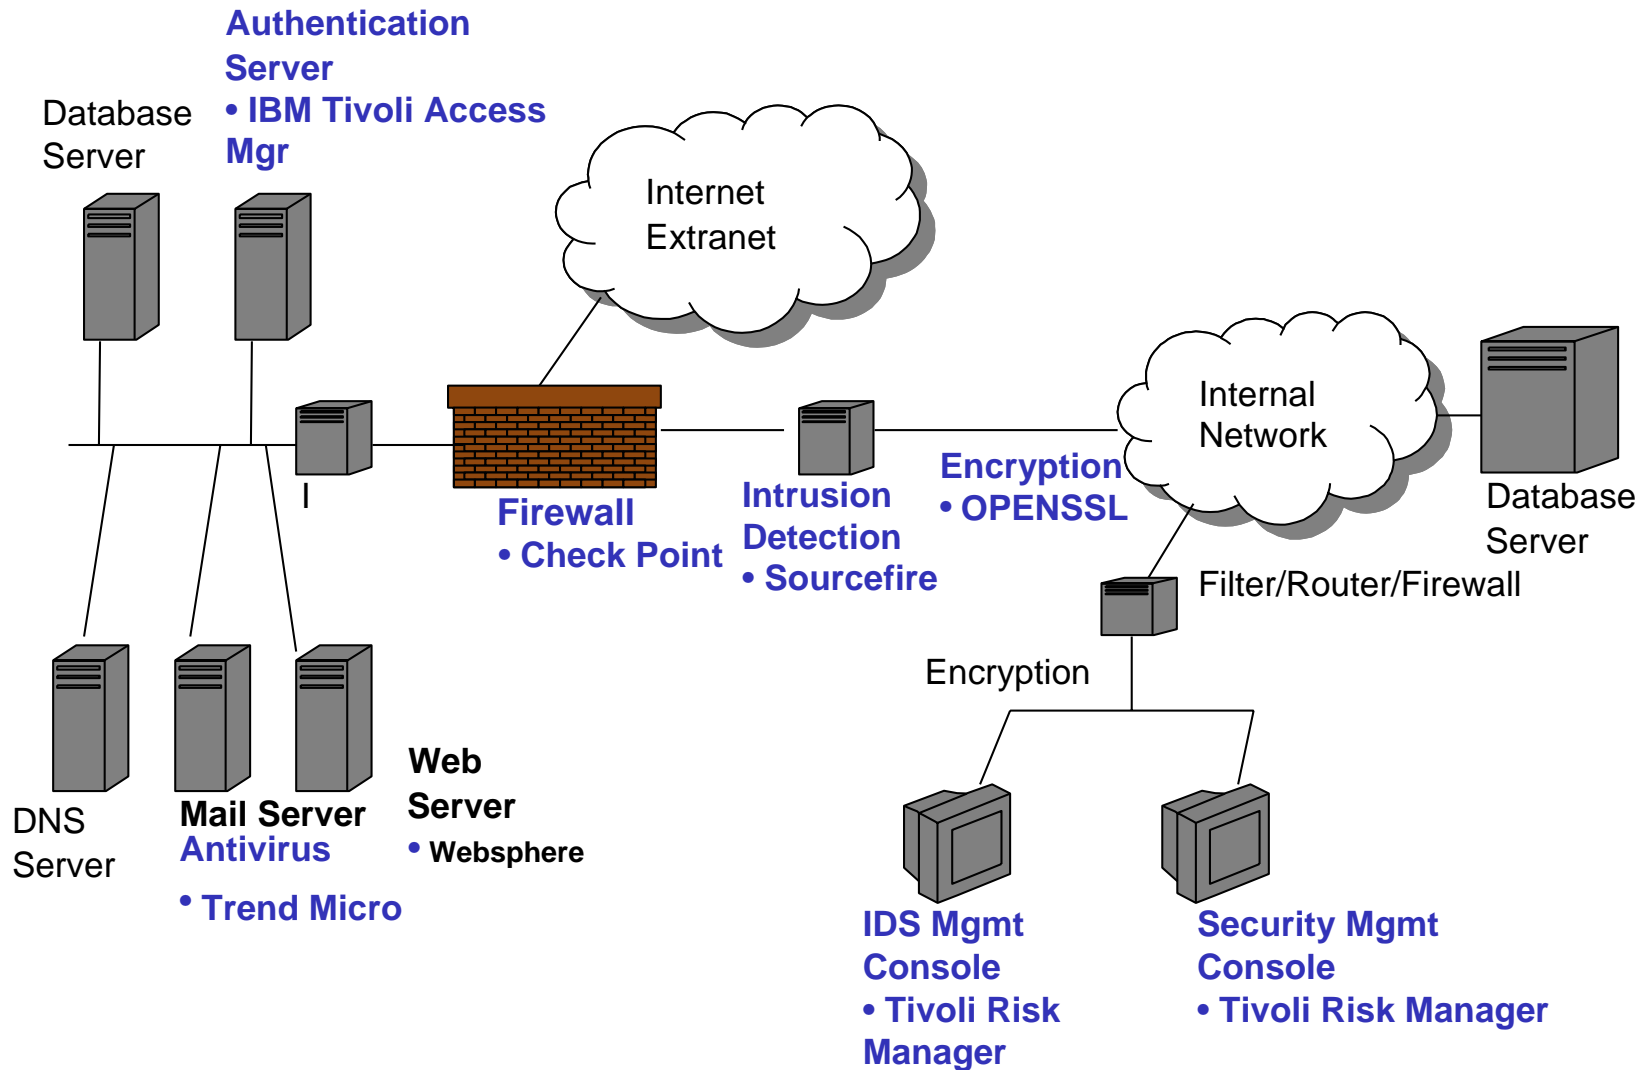 Authentication
Server
• IBM Tivoli Access
Mgr
Database
Server
Internet
Extranet
Internal
Network
Database
Server
I
Firewall
• Check Point
Intrusion
Detection
• Sourcefire
Encryption
• OPENSSL
Filter/Router/Firewall
Encryption
DNS
Server
Mail Server
Antivirus
• Trend Micro
Web
Server
• Websphere
IDS Mgmt
Console
• Tivoli Risk
Manager
Security Mgmt
Console
• Tivoli Risk Manager